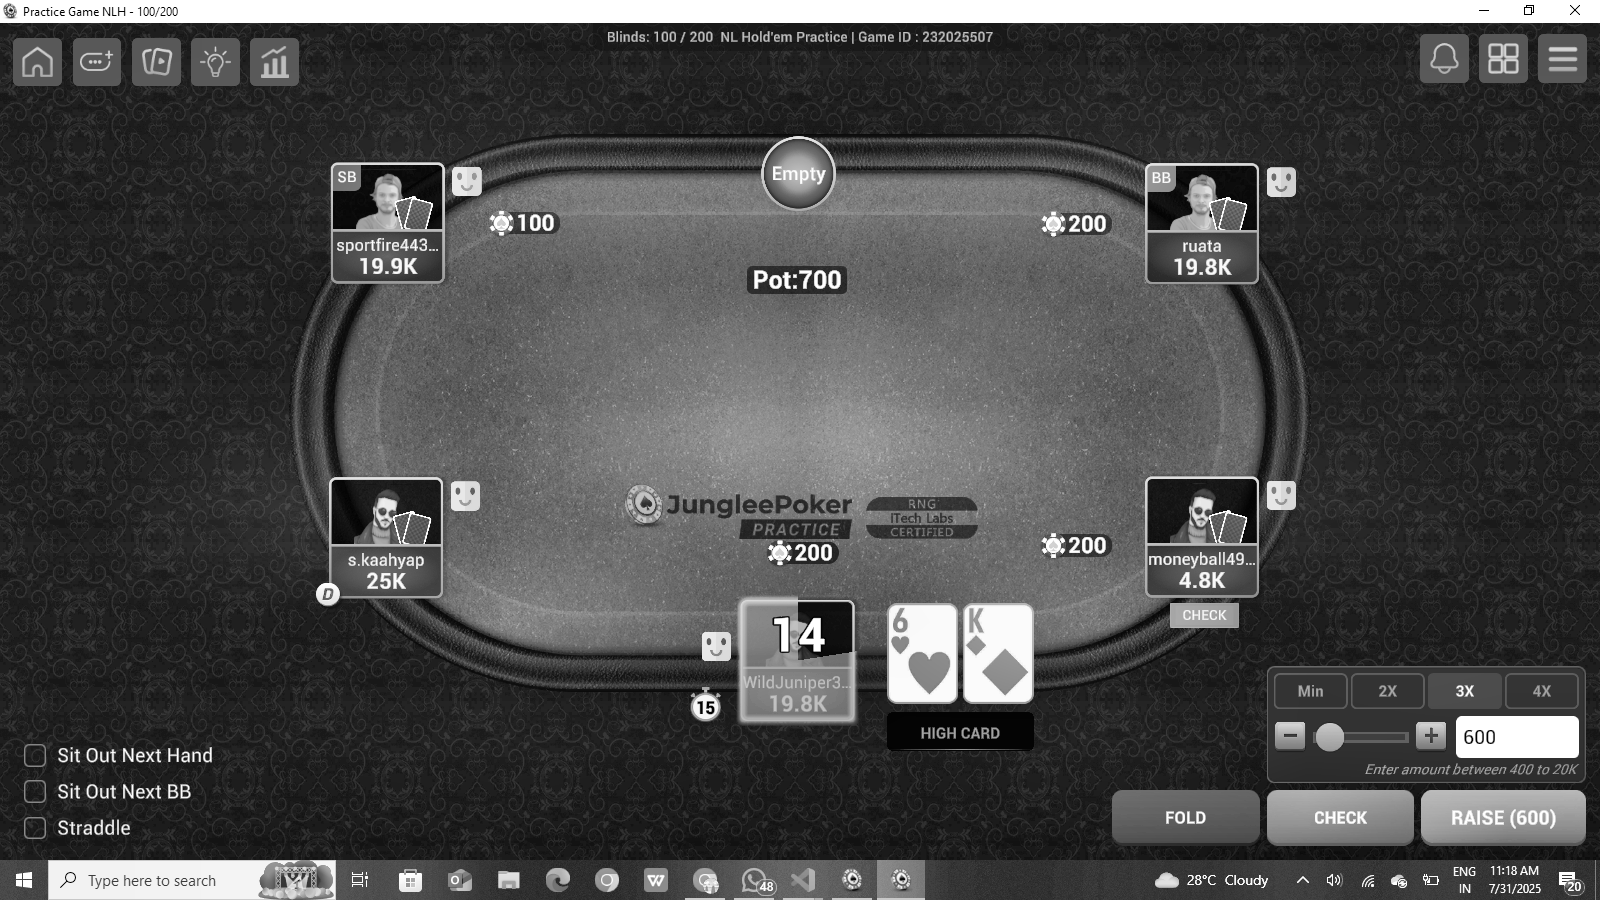 Practice Game NLH - 100/200
Blinds: 100 / 200 NL Hold'em Practice | Game ID : 232025507
Empty
SB
sportfire443...
19.9K
100
BB
ruata
19.8K
200
Pot:700
s.kaahyap
25K
D
JungleePoker
PRACTICE
RNG
iTech Labs
CERTIFIED
200
200
moneyball49...
4.8K
CHECK
14
WildJuniper3...
19.8K
15
6
K
HIGH CARD
Min
2X
3X
4X
600
Enter amount between 400 to 20K
Sit Out Next Hand
Sit Out Next BB
Straddle
FOLD
CHECK
RAISE (600)
Type here to search
48
28°C Cloudy
ENG
IN
11:18 AM
7/31/2025
20